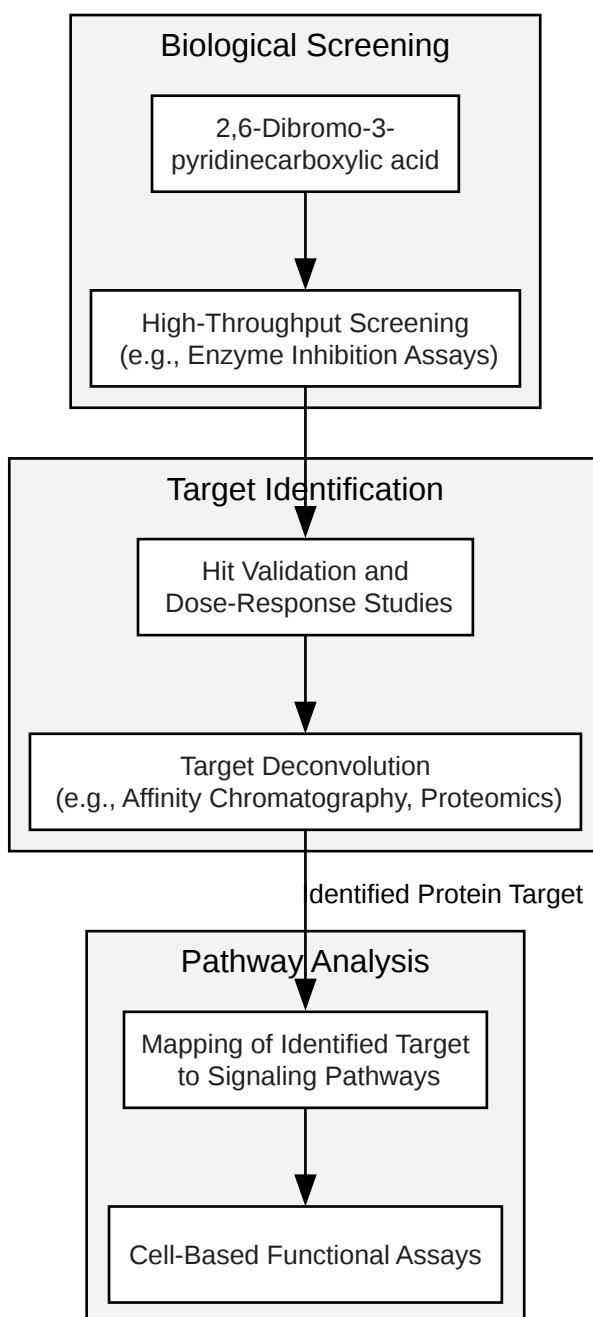 Biological Screening
2,6-Dibromo-3-
pyridinecarboxylic acid
High-Throughput Screening
(e.g., Enzyme Inhibition Assays)
Target Identification
Hit Validation and
Dose-Response Studies
Target Deconvolution
(e.g., Affinity Chromatography, Proteomics)
Identified Protein Target
Pathway Analysis
Mapping of Identified Target
to Signaling Pathways
Cell-Based Functional Assays